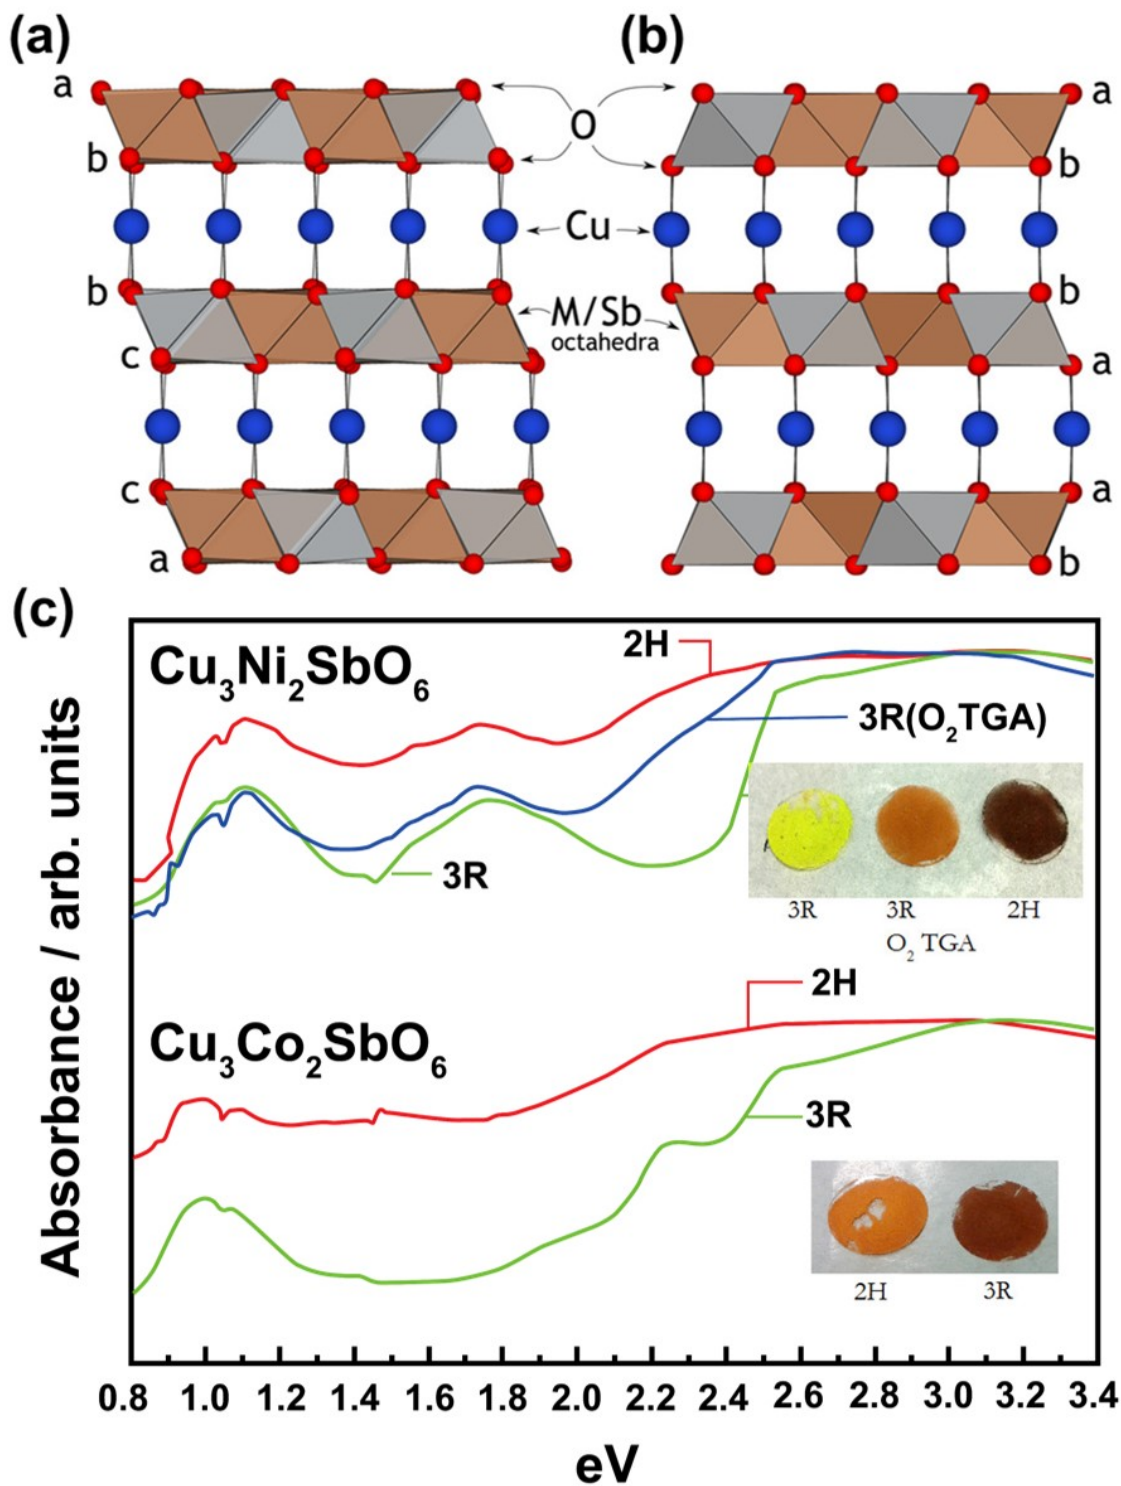 (a)
(b)
a
O
a
b
b
Cu
b
b
M/Sb
octahedra
c
a
c
a
a
b
(c)
Cu₃Ni₂SbO₆
2H
3R(O₂TGA)
3R
3R
3R
2H
O₂ TGA
Cu₃Co₂SbO₆
2H
3R
2H
3R
Absorbance / arb. units
0.8 1.0 1.2 1.4 1.6 1.8 2.0 2.2 2.4 2.6 2.8 3.0 3.2 3.4
eV